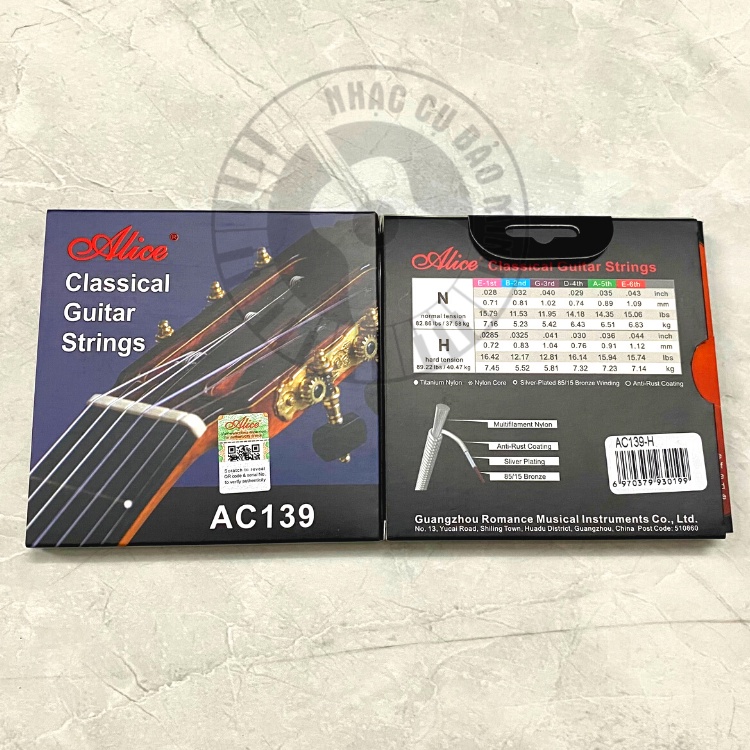 NHẠC CỤ BẢO MINH
Alice®
Classical
Guitar
Strings
Alice
Scratch to reveal
QR code & serial No.
to verify authenticity
AC139
Alice Classical Guitar Strings
E-1st B-2nd G-3rd D-4th A-5th E-6th
N
normal tension
82.86 lbs / 37.58 kg
.028 .032 .040 .029 .035 .043 inch
0.71 0.81 1.02 0.74 0.89 1.09 mm
15.79 11.53 11.95 14.18 14.35 15.06 lbs
7.16 5.23 5.42 6.43 6.51 6.83 kg
H
hard tension
89.22 lbs / 40.47 kg
.0285 .0325 .041 .030 .036 .044 inch
0.72 0.83 1.04 0.76 0.91 1.12 mm
16.42 12.17 12.81 16.14 15.94 15.74 lbs
7.45 5.52 5.81 7.32 7.23 7.14 kg
Titanium Nylon Nylon Core Silver-Plated 85/15 Bronze Winding Anti-Rust Coating
Multifilament Nylon
Anti-Rust Coating
Sliver Plating
85/15 Bronze
AC139-H
6 970379 930199
Guangzhou Romance Musical Instruments Co., Ltd.
No. 13, Yucai Road, Shiling Town, Huadu District, Guangzhou, China Post Code: 510860